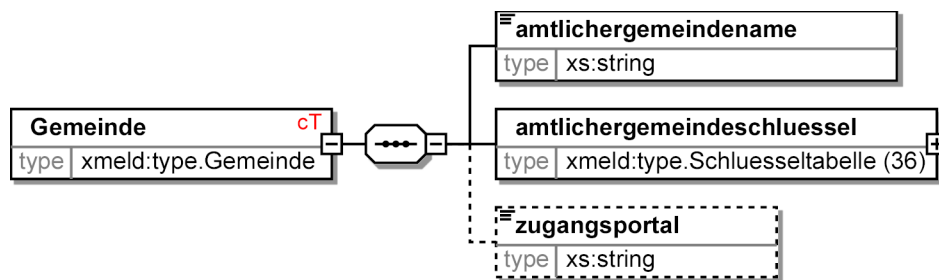 amtlichergemeindename
type xs:string
Gemeinde cT
type xmeld:type.Gemeinde
amtlichergemeindeschluessel
type xmeld:type.Schluesseltabelle (36)
zugangsportal
type xs:string